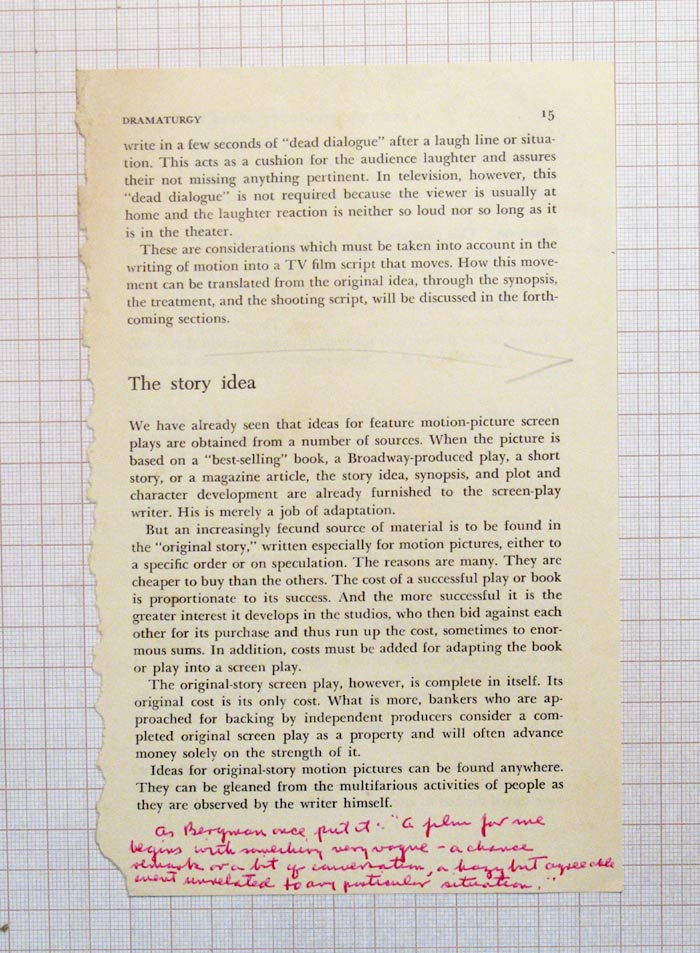 DRAMATURGY 15
write in a few seconds of "dead dialogue" after a laugh line or situa-
tion. This acts as a cushion for the audience laughter and assures
their not missing anything pertinent. In television, however, this
"dead dialogue" is not required because the viewer is usually at
home and the laughter reaction is neither so loud nor so long as it
is in the theater.
These are considerations which must be taken into account in the
writing of motion into a TV film script that moves. How this move-
ment can be translated from the original idea, through the synopsis,
the treatment, and the shooting script, will be discussed in the forth-
coming sections.
The story idea
We have already seen that ideas for feature motion-picture screen
plays are obtained from a number of sources. When the picture is
based on a "best-selling" book, a Broadway-produced play, a short
story, or a magazine article, the story idea, synopsis, and plot and
character development are already furnished to the screen-play
writer. His is merely a job of adaptation.
But an increasingly fecund source of material is to be found in
the "original story," written especially for motion pictures, either to
a specific order or on speculation. The reasons are many. They are
cheaper to buy than the others. The cost of a successful play or book
is proportionate to its success. And the more successful it is the
greater interest it develops in the studios, who then bid against each
other for its purchase and thus run up the cost, sometimes to enor-
mous sums. In addition, costs must be added for adapting the book
or play into a screen play.
The original-story screen play, however, is complete in itself. Its
original cost is its only cost. What is more, bankers who are ap-
proached for backing by independent producers consider a com-
pleted original screen play as a property and will often advance
money solely on the strength of it.
Ideas for original-story motion pictures can be found anywhere.
They can be gleaned from the multifarious activities of people as
they are observed by the writer himself.
As Bergman once put it: "A film for me
begins with something very vague - a chance
remark or a bit of conversation, a hazy but agreeable
event unrelated to any particular situation."